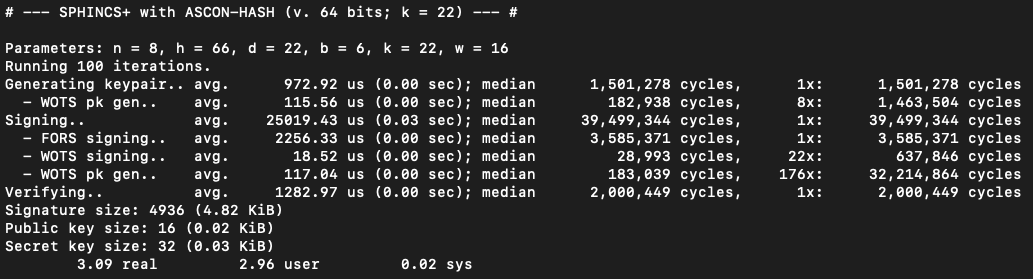 # --- SPHINCS+ with ASCON-HASH (v. 64 bits; k = 22) --- #
Parameters: n = 8, h = 66, d = 22, b = 6, k = 22, w = 16
Running 100 iterations.
Generating keypair.. avg. 972.92 us (0.00 sec); median 1,501,278 cycles, 1x: 1,501,278 cycles
- WOTS pk gen.. avg. 115.56 us (0.00 sec); median 182,938 cycles, 8x: 1,463,504 cycles
Signing.. avg. 25019.43 us (0.03 sec); median 39,499,344 cycles, 1x: 39,499,344 cycles
- FORS signing.. avg. 2256.33 us (0.00 sec); median 3,585,371 cycles, 1x: 3,585,371 cycles
- WOTS signing.. avg. 18.52 us (0.00 sec); median 28,993 cycles, 22x: 637,846 cycles
- WOTS pk gen.. avg. 117.04 us (0.00 sec); median 183,039 cycles, 176x: 32,214,864 cycles
Verifying.. avg. 1282.97 us (0.00 sec); median 2,000,449 cycles, 1x: 2,000,449 cycles
Signature size: 4936 (4.82 KiB)
Public key size: 16 (0.02 KiB)
Secret key size: 32 (0.03 KiB)
3.09 real 2.96 user 0.02 sys